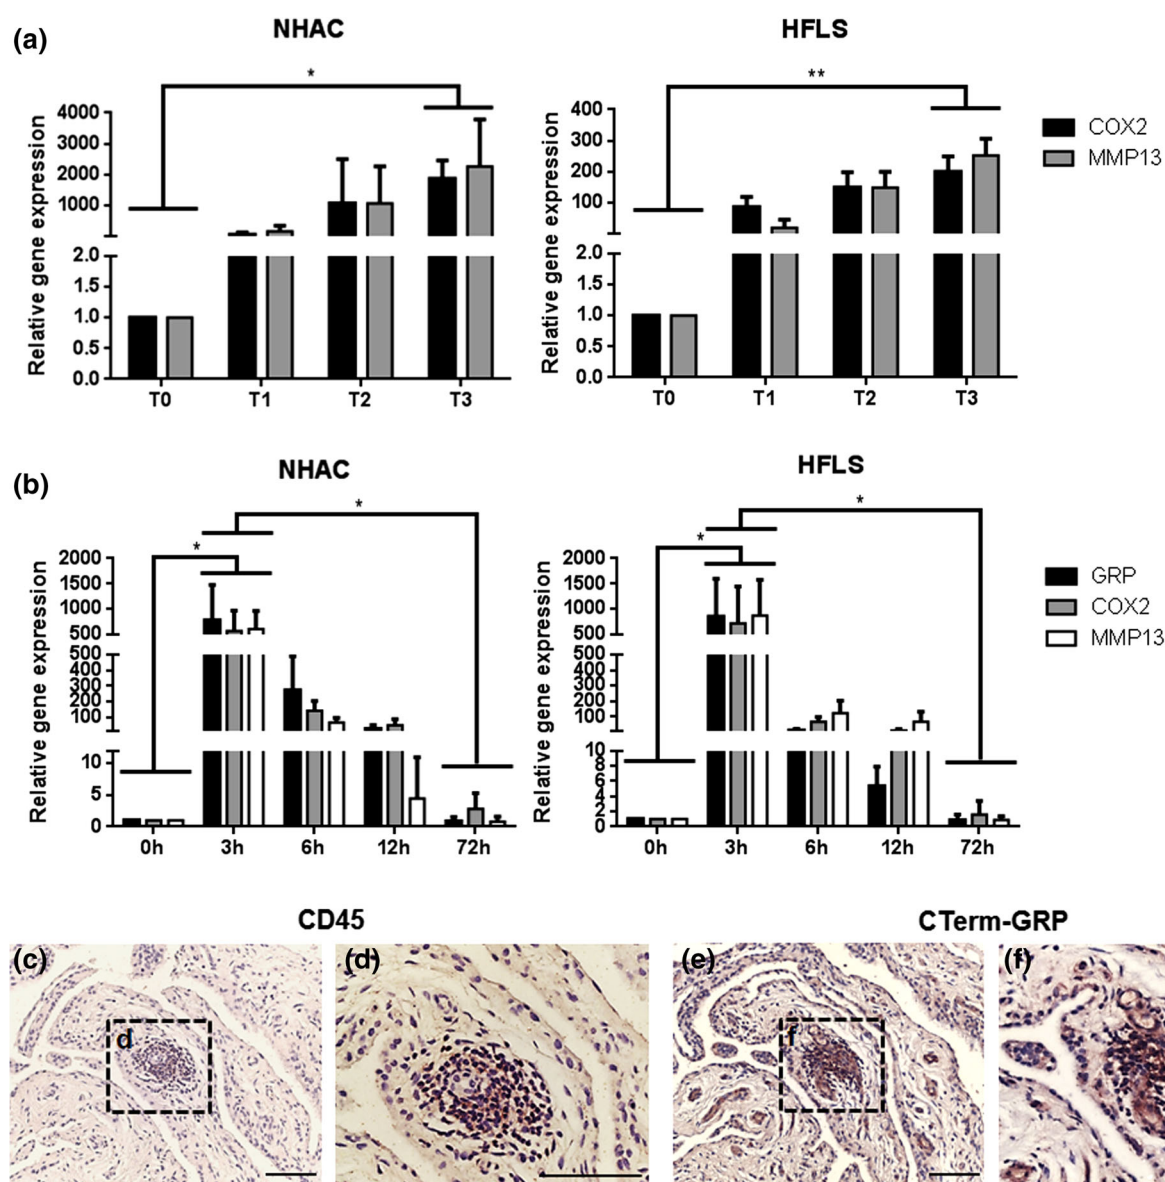 (a)
NHAC
HFLS
*
**
Relative gene expression
4000
3000
2000
1000
2.0
1.5
1.0
0.5
0.0
T0 T1 T2 T3
Relative gene expression
400
300
200
100
2.0
1.5
1.0
0.5
0.0
T0 T1 T2 T3
COX2
MMP13
(b)
NHAC
HFLS
*
*
*
*
Relative gene expression
2000
1500
1000
500
500
400
300
200
100
10
5
0
0h 3h 6h 12h 72h
Relative gene expression
2000
1500
1000
500
500
400
300
200
100
10
8
6
4
2
0
0h 3h 6h 12h 72h
GRP
COX2
MMP13
CD45
CTerm-GRP
(c)
d
(d)
(e)
f
(f)